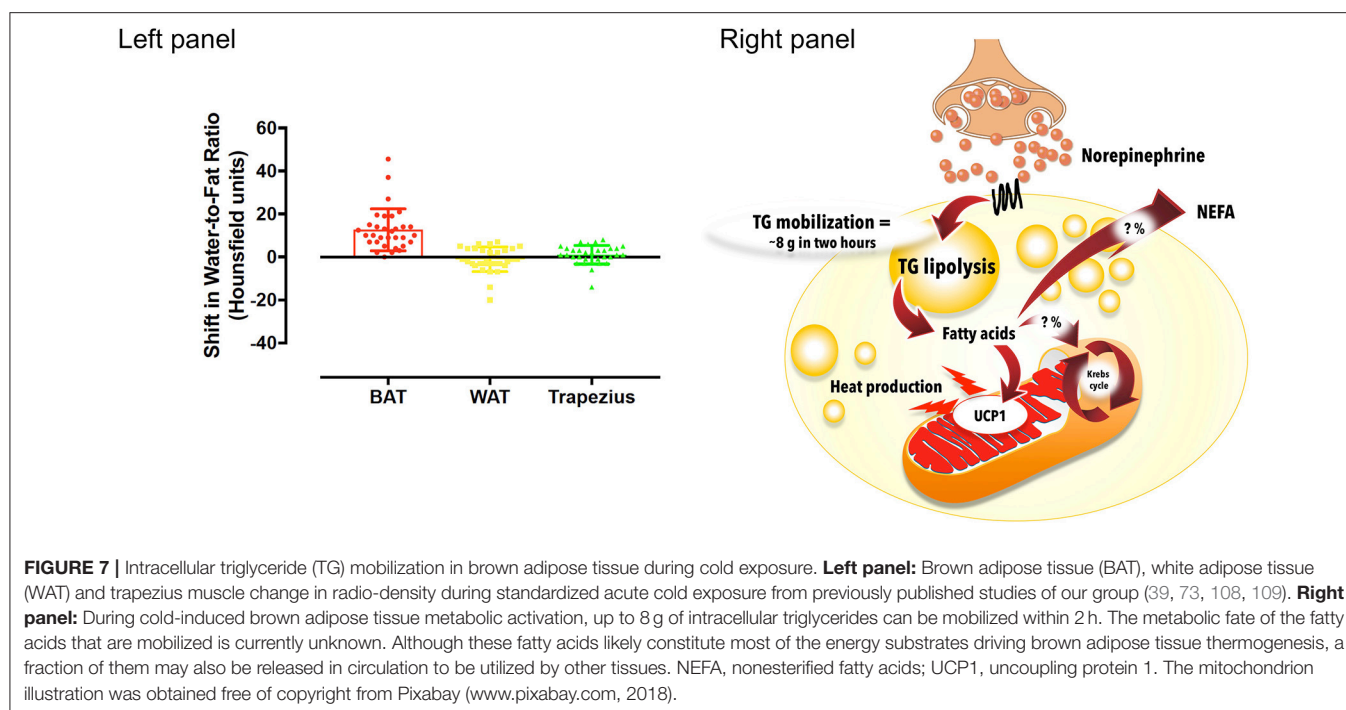 Left panel
Right panel
Shift in Water-to-Fat Ratio
(Hounsfield units)
60
40
20
0
-20
-40
BAT
WAT
Trapezius
Norepinephrine
NEFA
TG mobilization =
~8 g in two hours
? %
TG lipolysis
Fatty acids
? %
Krebs
cycle
Heat production
UCP1
FIGURE 7 | Intracellular triglyceride (TG) mobilization in brown adipose tissue during cold exposure. Left panel: Brown adipose tissue (BAT), white adipose tissue
(WAT) and trapezius muscle change in radio-density during standardized acute cold exposure from previously published studies of our group (39, 73, 108, 109). Right
panel: During cold-induced brown adipose tissue metabolic activation, up to 8 g of intracellular triglycerides can be mobilized within 2 h. The metabolic fate of the fatty
acids that are mobilized is currently unknown. Although these fatty acids likely constitute most of the energy substrates driving brown adipose tissue thermogenesis, a
fraction of them may also be released in circulation to be utilized by other tissues. NEFA, nonesterified fatty acids; UCP1, uncoupling protein 1. The mitochondrion
illustration was obtained free of copyright from Pixabay (www.pixabay.com, 2018).